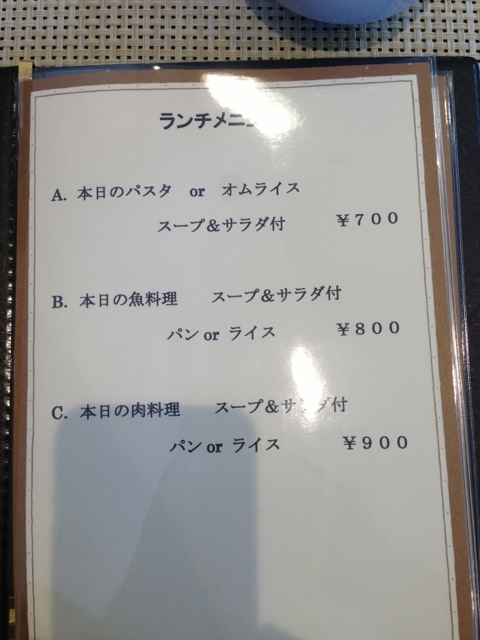 ランチメニュー
A. 本日のパスタ or オムライス
スープ＆サラダ付 ￥７００
B. 本日の魚料理 スープ＆サラダ付
パン or ライス ￥８００
C. 本日の肉料理 スープ＆サラダ付
パン or ライス ￥９００